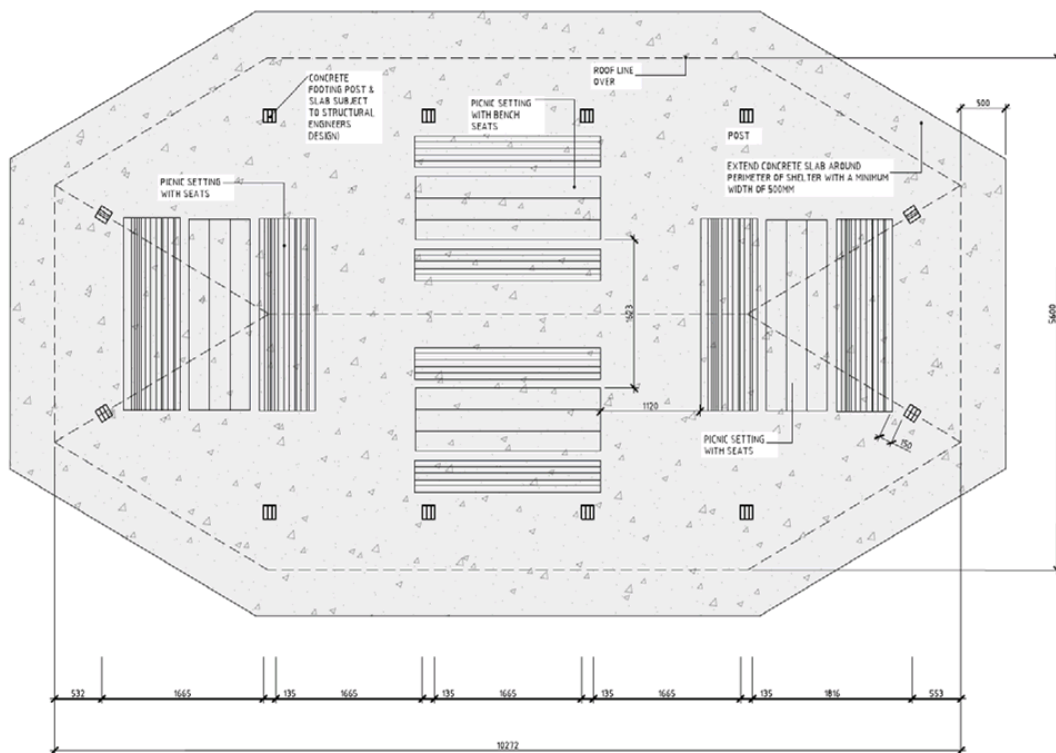 CONCRETE
FOOTING POST &
SLAB SUBJECT
TO STRUCTURAL
ENGINEERS
DESIGN)
ROOF LINE
OVER
PICNIC SETTING
WITH BENCH
SEATS
500
POST
EXTEND CONCRETE SLAB AROUND
PERIMETER OF SHELTER WITH A MINIMUM
WIDTH OF 500MM
PICNIC SETTING
WITH SEATS
1623
5600
1120
PICNIC SETTING
WITH SEATS
150
532
1665
135
1665
135
1665
135
1665
135
1816
553
10272